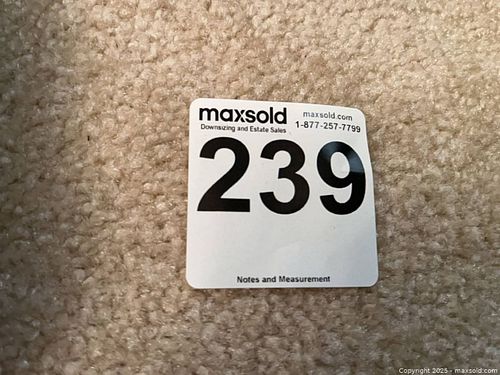 maxsold
maxsold.com
Downsizing and Estate Sales
1-877-257-7799
239
Notes and Measurement
Copyright 2025 - maxsold.com